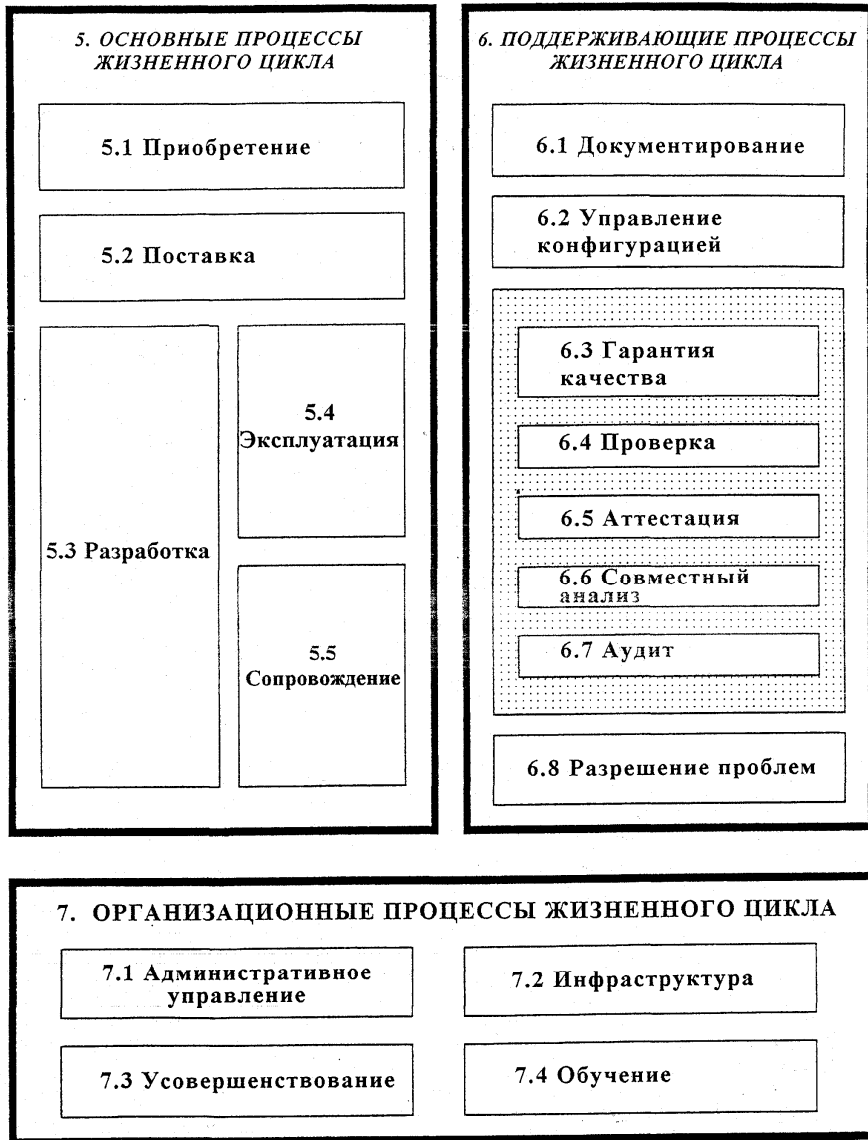 5. ОСНОВНЫЕ ПРОЦЕССЫ
ЖИЗНЕННОГО ЦИКЛА
5.1 Приобретение
5.2 Поставка
5.3 Разработка
5.4
Эксплуатация
5.5
Сопровождение
6. ПОДДЕРЖИВАЮЩИЕ ПРОЦЕССЫ
ЖИЗНЕННОГО ЦИКЛА
6.1 Документирование
6.2 Управление
конфигурацией
6.3 Гарантия
качества
6.4 Проверка
6.5 Аттестация
6.6 Совместный
анализ
6.7 Аудит
6.8 Разрешение проблем
7. ОРГАНИЗАЦИОННЫЕ ПРОЦЕССЫ ЖИЗНЕННОГО ЦИКЛА
7.1 Административное
управление
7.2 Инфраструктура
7.3 Усовершенствование
7.4 Обучение